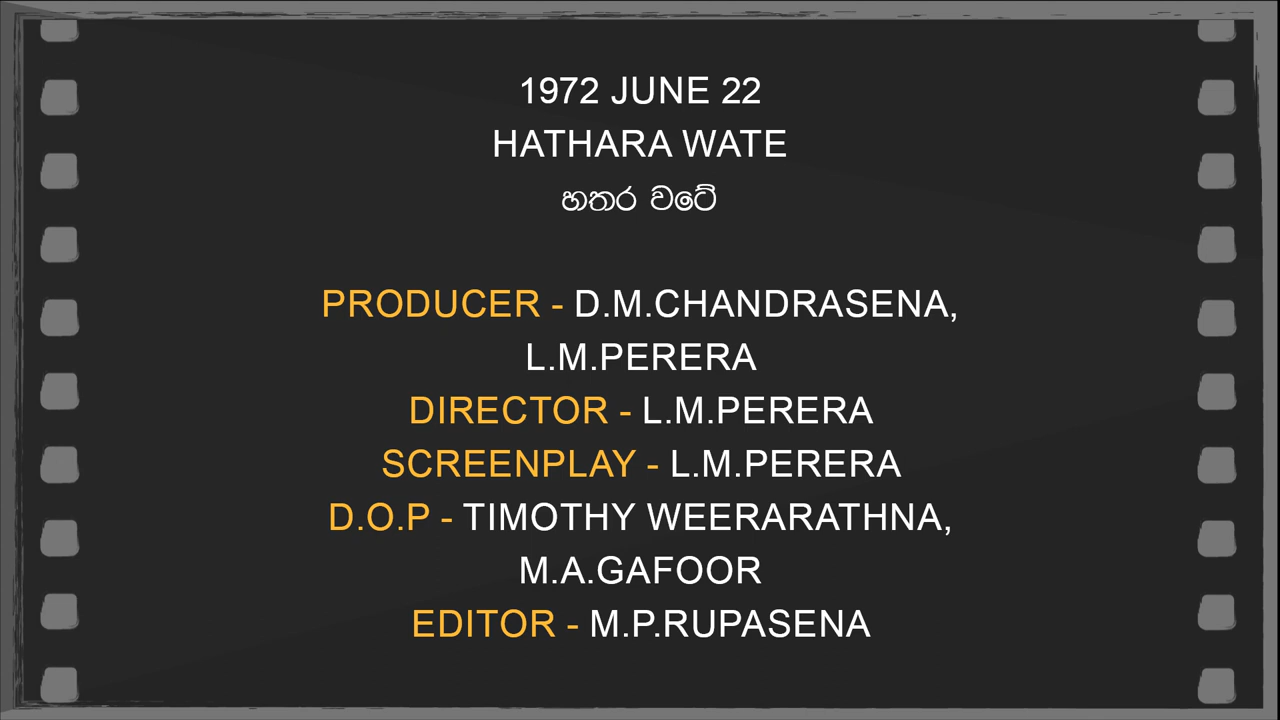 1972 JUNE 22
HATHARA WATE
හතර වටේ
PRODUCER - D.M.CHANDRASENA,
L.M.PERERA
DIRECTOR - L.M.PERERA
SCREENPLAY - L.M.PERERA
D.O.P - TIMOTHY WEERARATHNA,
M.A.GAFOOR
EDITOR - M.P.RUPASENA